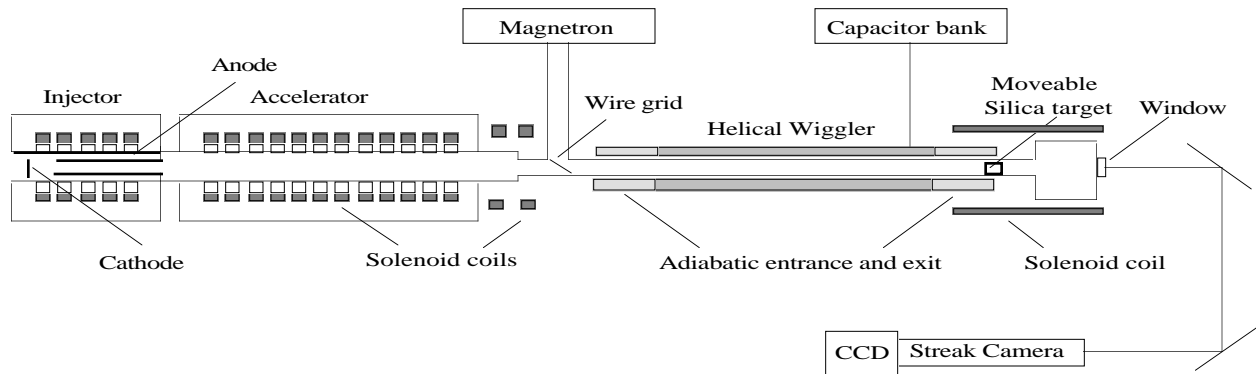 Magnetron
Capacitor bank
Anode
Injector
Accelerator
Wire grid
Moveable
Silica target
Window
Helical Wiggler
Cathode
Solenoid coils
Adiabatic entrance and exit
Solenoid coil
CCD
Streak Camera